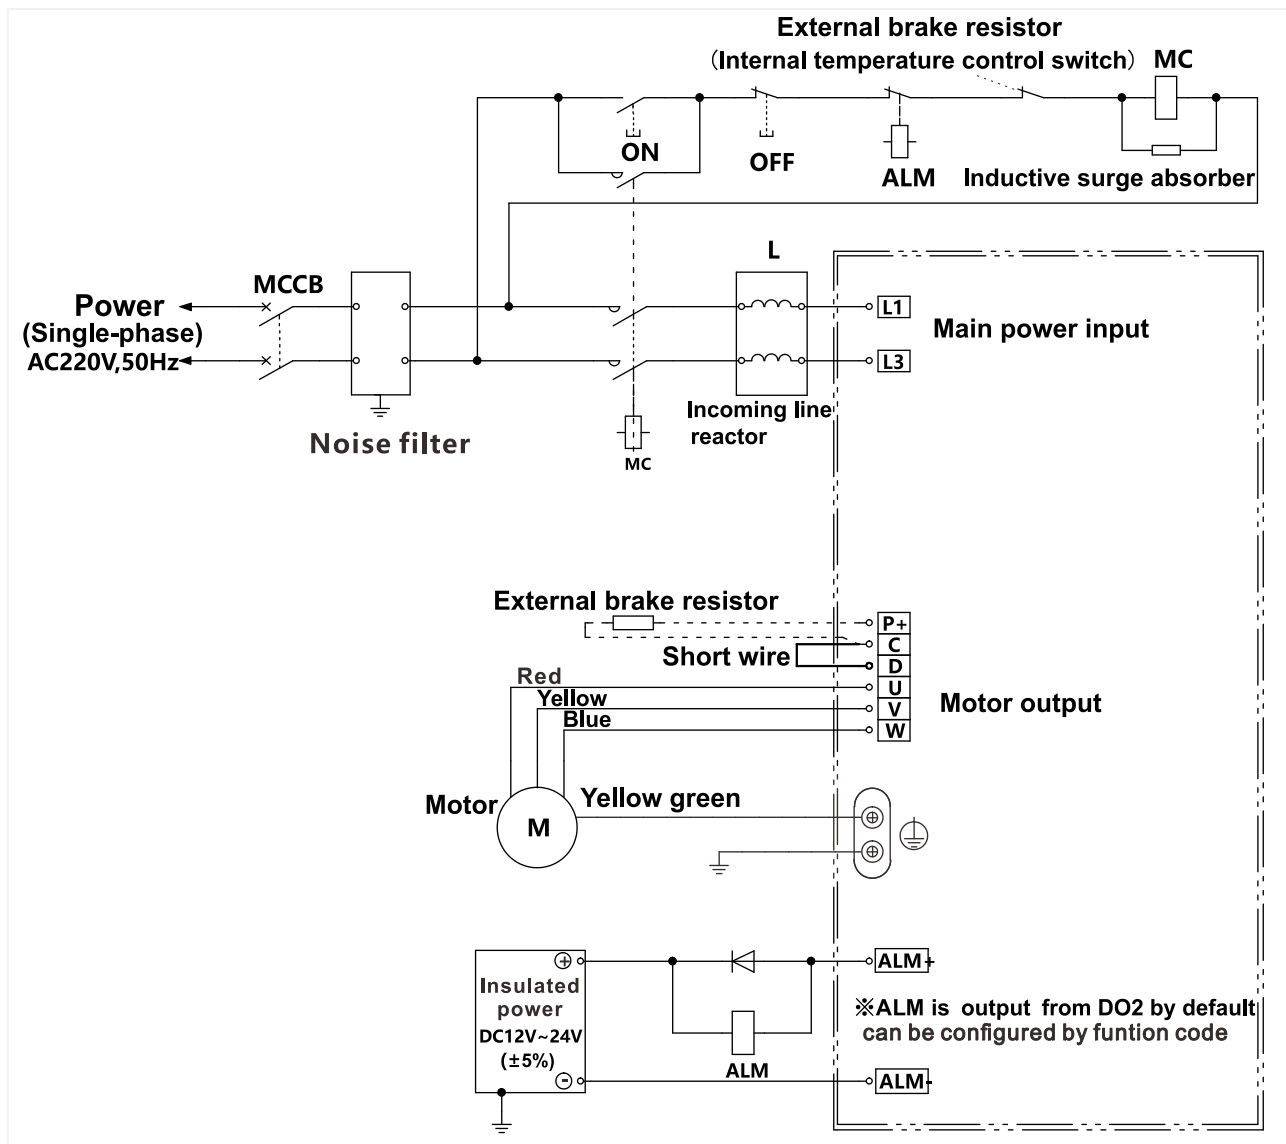 External brake resistor
（Internal temperature control switch） MC
ON
OFF
ALM
Inductive surge absorber
L
MCCB
Power
(Single-phase)
AC220V,50Hz
L1
Main power input
L3
Incoming line
reactor
Noise filter
MC
External brake resistor
P+
C
Short wire
D
Red
U
Yellow
V
Motor output
Blue
W
Motor
M
Yellow green
+
ALM+
Insulated
power
DC12V~24V
(±5%)
※ALM is output from DO2 by default
can be configured by funtion code
ALM
-
ALM-